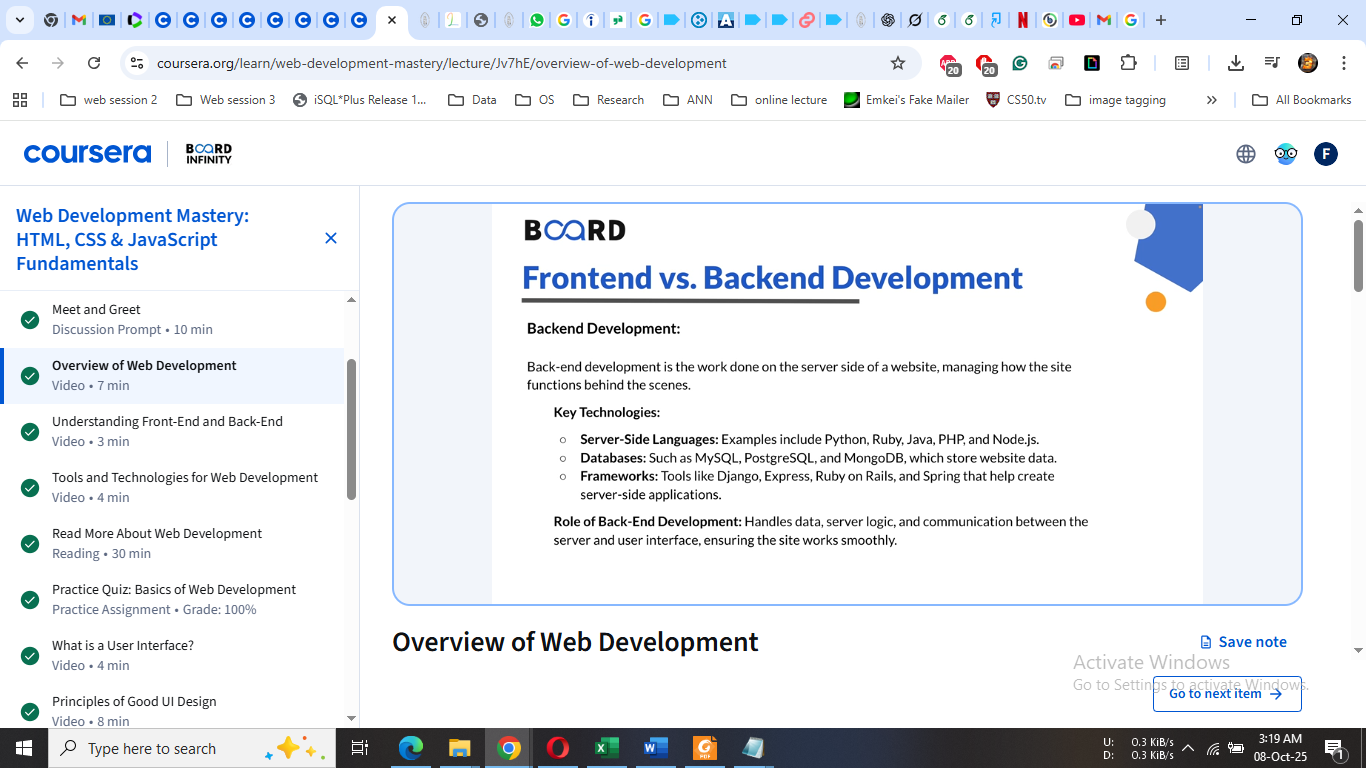 coursera.org/learn/web-development-mastery/lecture/Jv7hE/overview-of-web-development
20
20
web session 2
Web session 3
iSQL*Plus Release 1...
Data
OS
Research
ANN
online lecture
Emkei's Fake Mailer
CS50.tv
image tagging
»
All Bookmarks
coursera
BOARD
INFINITY
F
Web Development Mastery:
HTML, CSS & JavaScript
Fundamentals
Meet and Greet
Discussion Prompt • 10 min
Overview of Web Development
Video • 7 min
Understanding Front-End and Back-End
Video • 3 min
Tools and Technologies for Web Development
Video • 4 min
Read More About Web Development
Reading • 30 min
Practice Quiz: Basics of Web Development
Practice Assignment • Grade: 100%
What is a User Interface?
Video • 4 min
Principles of Good UI Design
Video • 8 min
BOARD
Frontend vs. Backend Development
Backend Development:
Back-end development is the work done on the server side of a website, managing how the site
functions behind the scenes.
Key Technologies:
○ Server-Side Languages: Examples include Python, Ruby, Java, PHP, and Node.js.
○ Databases: Such as MySQL, PostgreSQL, and MongoDB, which store website data.
○ Frameworks: Tools like Django, Express, Ruby on Rails, and Spring that help create
server-side applications.
Role of Back-End Development: Handles data, server logic, and communication between the
server and user interface, ensuring the site works smoothly.
Overview of Web Development
Save note
Activate Windows
Go to Settings to activate Windows.
Go to next item →
Type here to search
U: 0.3 KiB/s
D: 0.3 KiB/s
3:19 AM
08-Oct-25
1